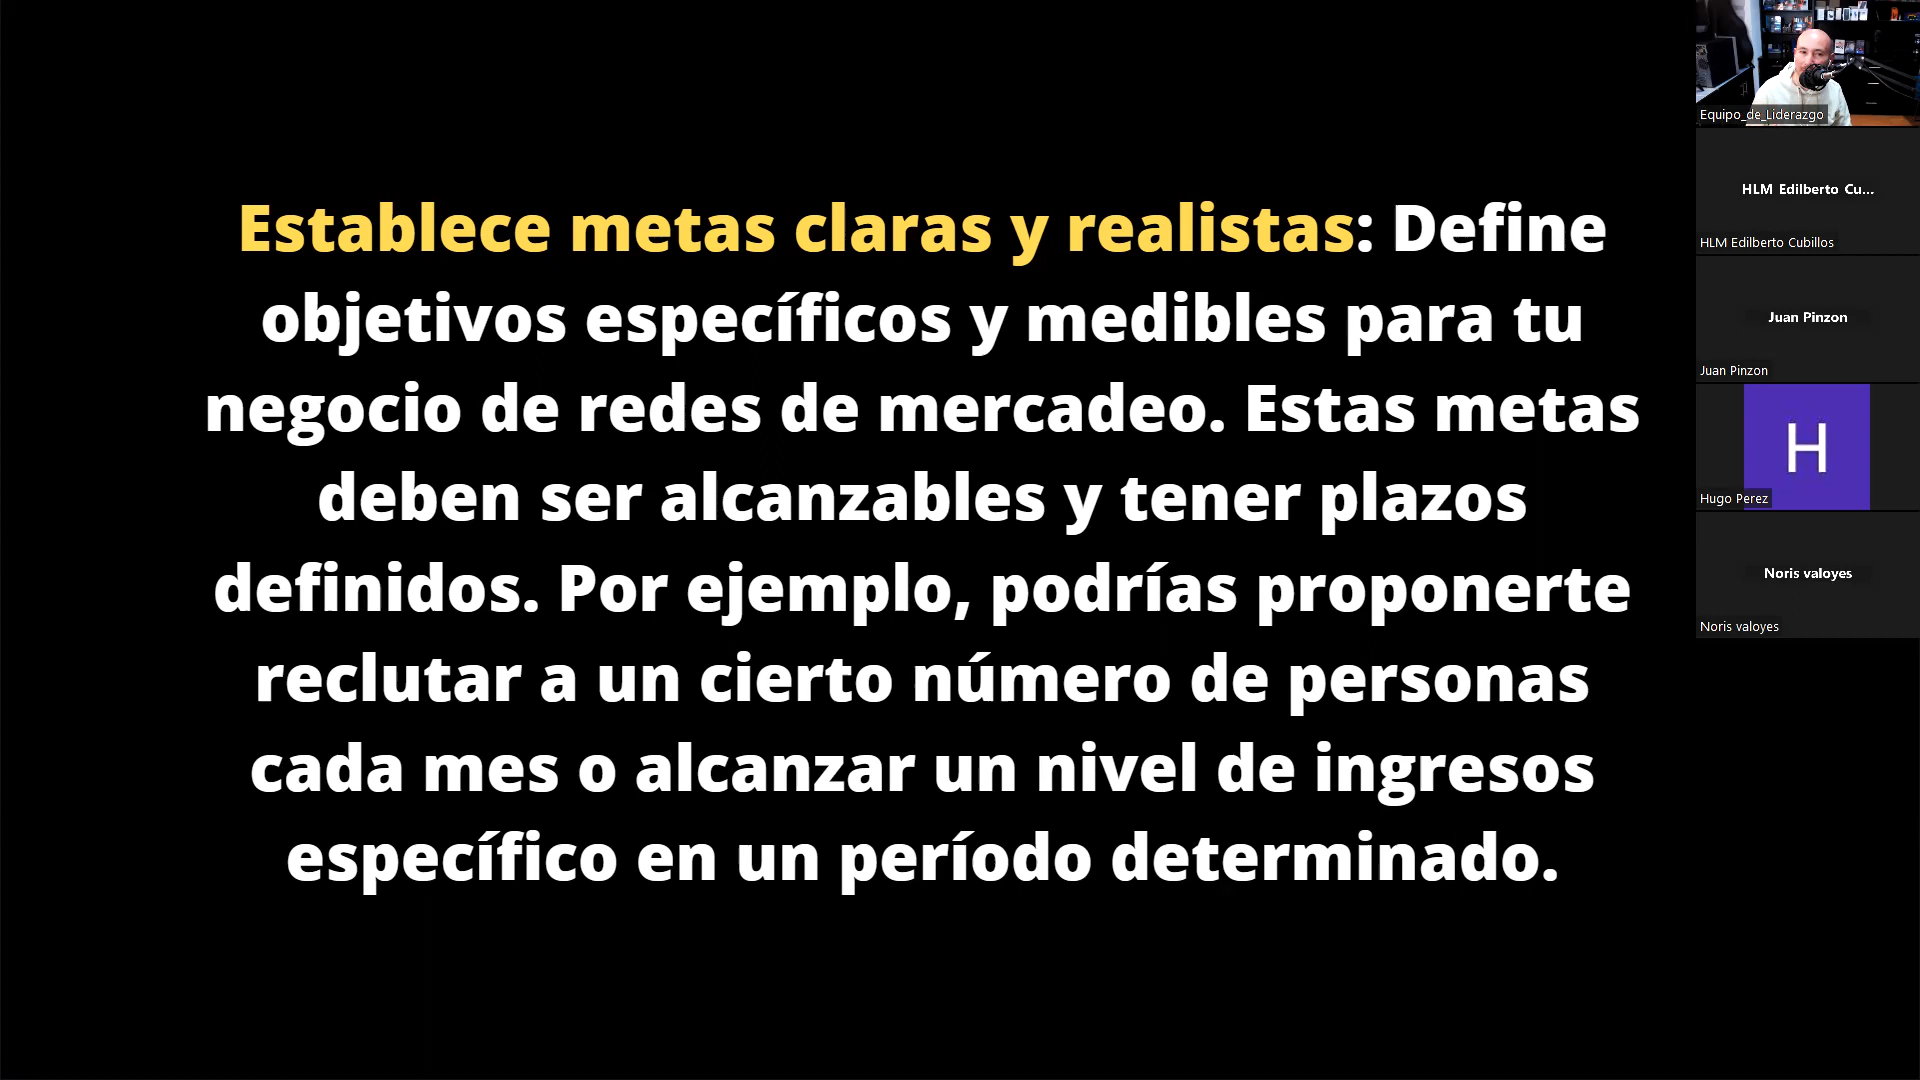 Establece metas claras y realistas: Define
objetivos específicos y medibles para tu
negocio de redes de mercadeo. Estas metas
deben ser alcanzables y tener plazos
definidos. Por ejemplo, podrías proponerte
reclutar a un cierto número de personas
cada mes o alcanzar un nivel de ingresos
específico en un período determinado.
Equipo_de_Liderazgo
HLM Edilberto Cu...
HLM Edilberto Cubillos
Juan Pinzon
Juan Pinzon
H
Hugo Perez
Noris valoyes
Noris valoyes